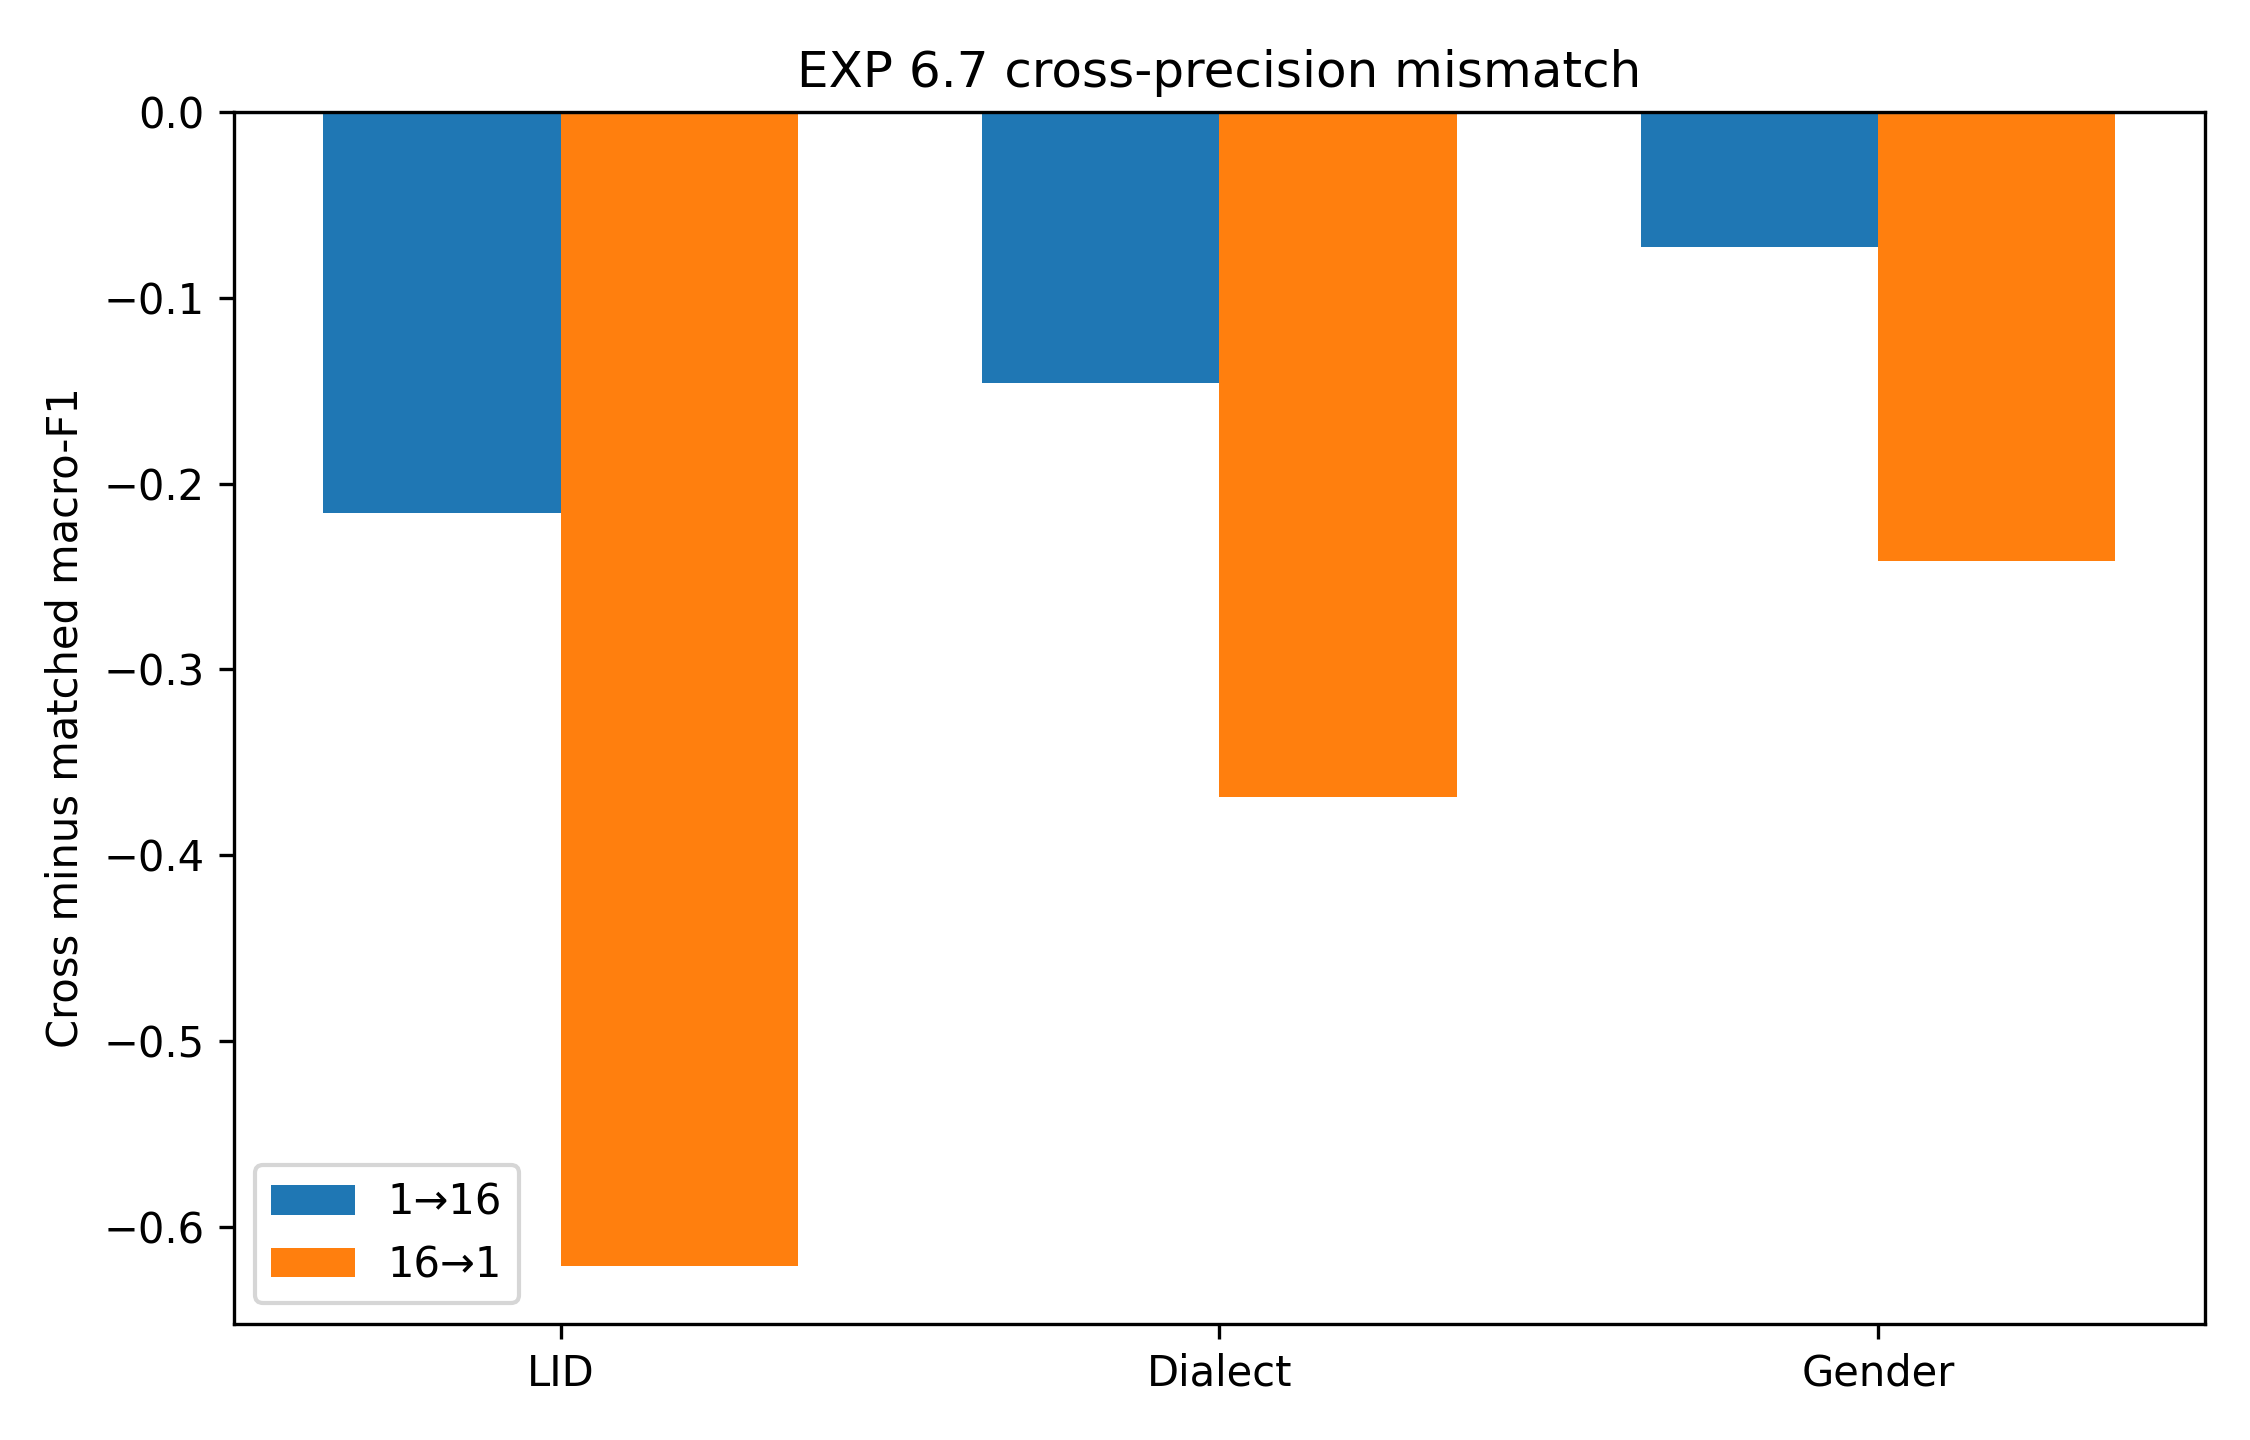 EXP 6.7 cross-precision mismatch
Cross minus matched macro-F1
0.0
−0.1
−0.2
−0.3
−0.4
−0.5
−0.6
1→16
16→1
LID
Dialect
Gender